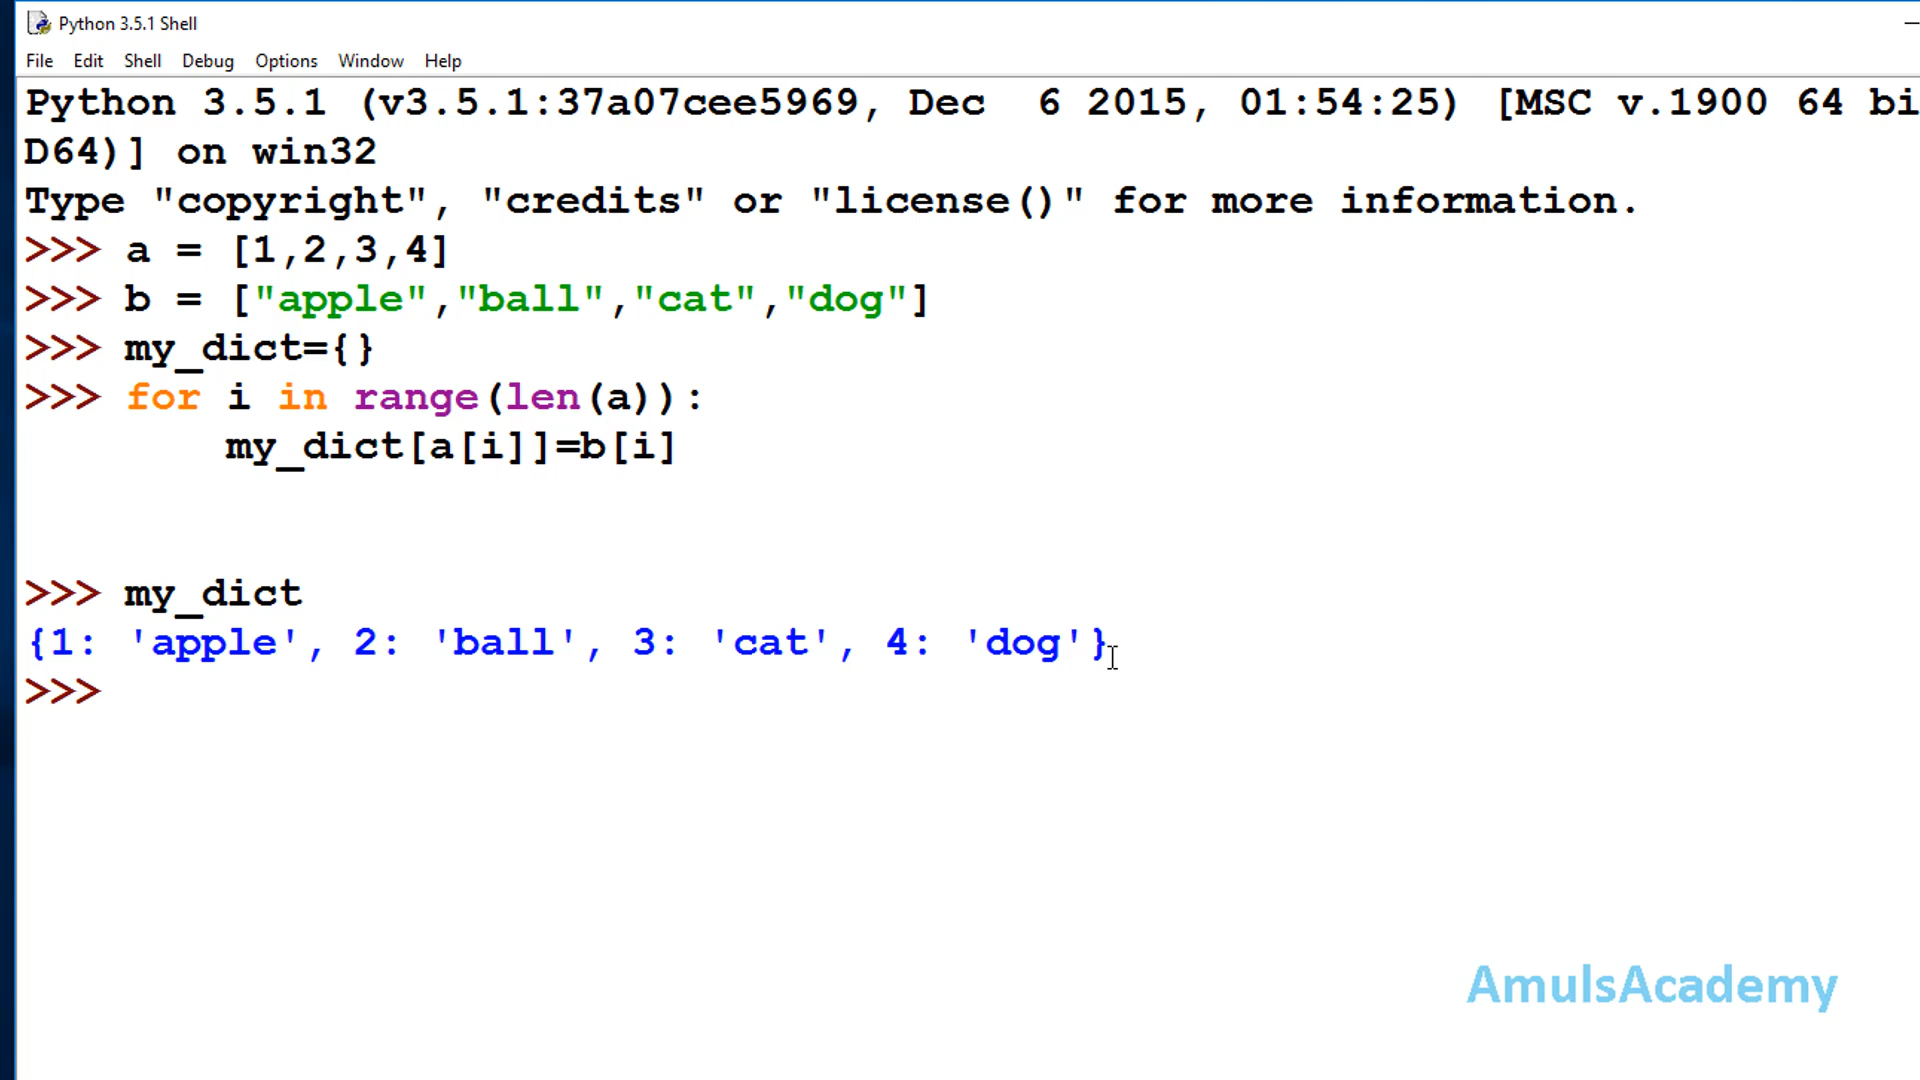 Python 3.5.1 Shell
File Edit Shell Debug Options Window Help
Python 3.5.1 (v3.5.1:37a07cee5969, Dec  6 2015, 01:54:25) [MSC v.1900 64 bi
D64)] on win32
Type "copyright", "credits" or "license()" for more information.
>>> a = [1,2,3,4]
>>> b = ["apple","ball","cat","dog"]
>>> my_dict={}
>>> for i in range(len(a)):
        my_dict[a[i]]=b[i]
>>> my_dict
{1: 'apple', 2: 'ball', 3: 'cat', 4: 'dog'}
>>>
AmulsAcademy